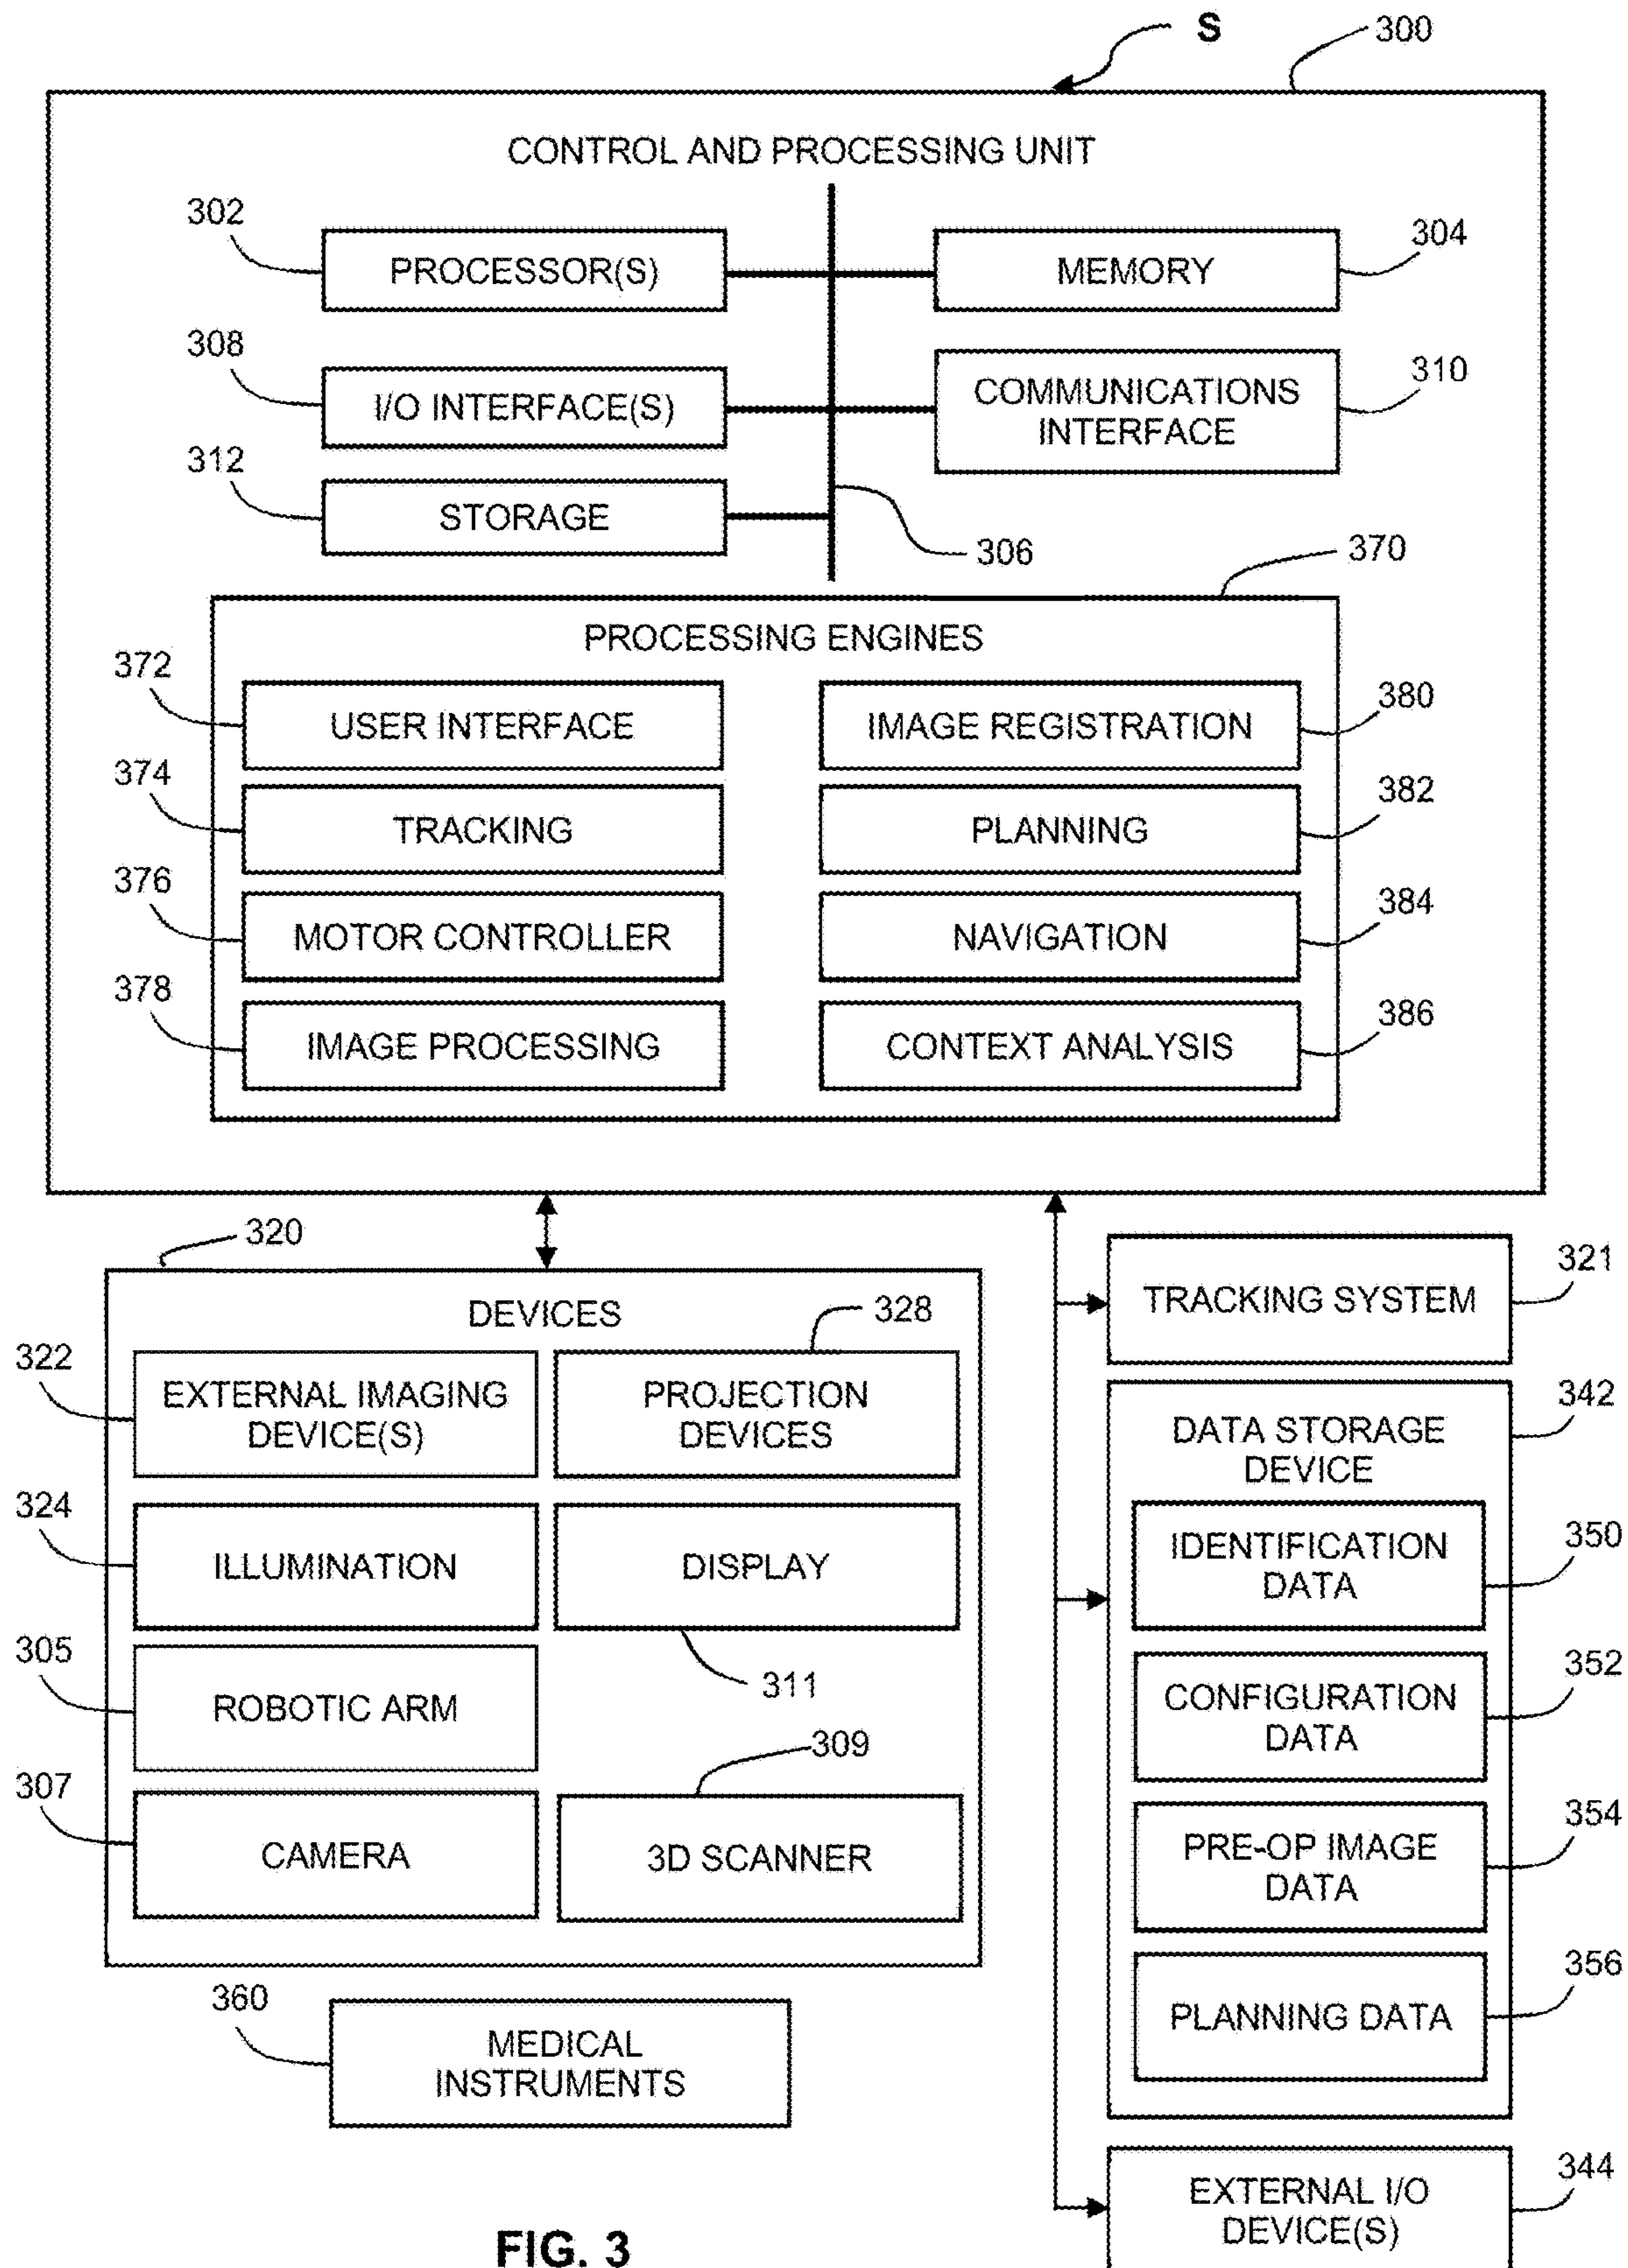 S
300
CONTROL AND PROCESSING UNIT
302
PROCESSOR(S)
MEMORY
304
308
I/O INTERFACE(S)
COMMUNICATIONS
INTERFACE
310
312
STORAGE
306
370
PROCESSING ENGINES
372
USER INTERFACE
IMAGE REGISTRATION
380
374
TRACKING
PLANNING
382
376
MOTOR CONTROLLER
NAVIGATION
384
378
IMAGE PROCESSING
CONTEXT ANALYSIS
386
320
DEVICES
328
322
EXTERNAL IMAGING
DEVICE(S)
PROJECTION
DEVICES
324
ILLUMINATION
DISPLAY
311
305
ROBOTIC ARM
309
307
CAMERA
3D SCANNER
360
MEDICAL
INSTRUMENTS
TRACKING SYSTEM
321
DATA STORAGE
DEVICE
342
IDENTIFICATION
DATA
350
CONFIGURATION
DATA
352
PRE-OP IMAGE
DATA
354
PLANNING DATA
356
EXTERNAL I/O
DEVICE(S)
344
FIG. 3